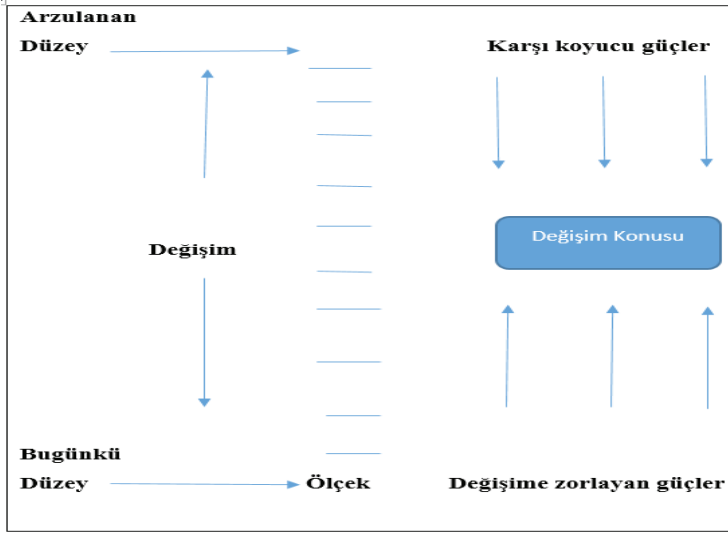 Arzulanan
Düzey
Karşı koyucu güçler
Değişim Konusu
Değişim
Bugünkü
Düzey
Ölçek
Değişime zorlayan güçler